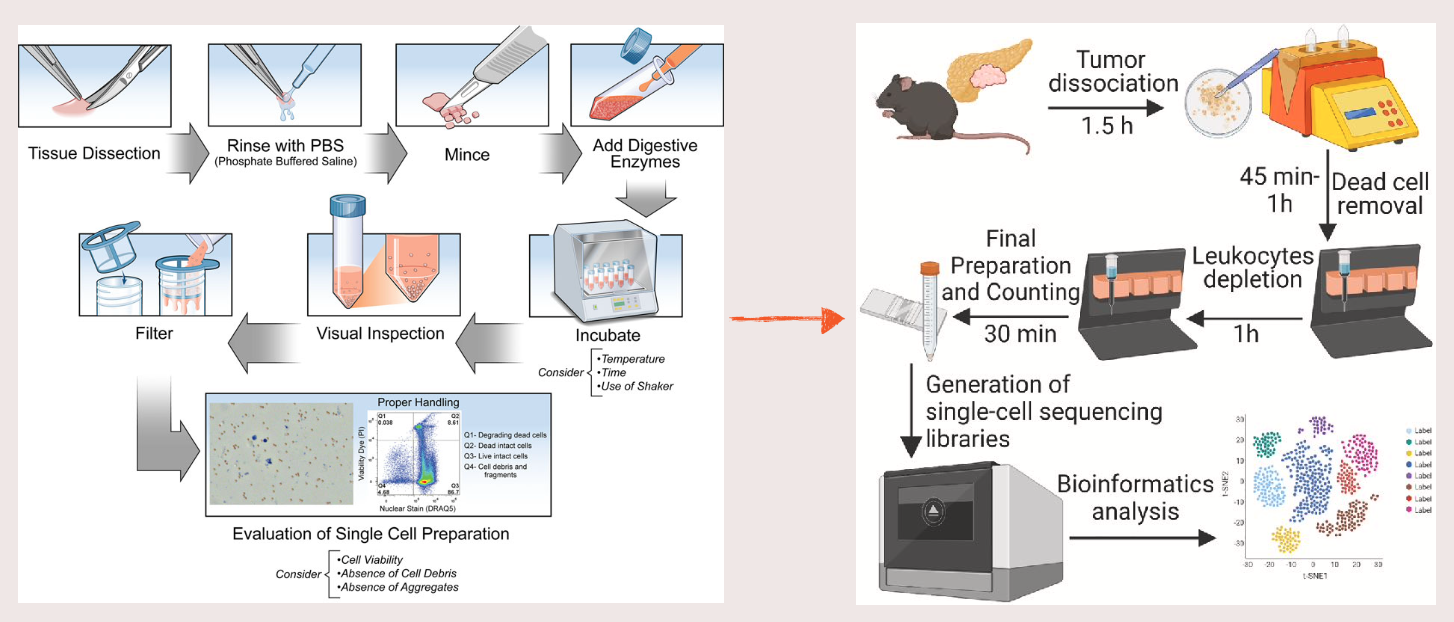 Tissue Dissection
Rinse with PBS
(Phosphate Buffered Saline)
Mince
Add Digestive
Enzymes
Filter
Visual Inspection
Incubate
Consider
•Temperature
•Time
•Use of Shaker
Proper Handling
Q1
0.038
Q2
8.61
Q4
4.68
Q3
86.7
Viability Dye (PI)
Nuclear Stain (DRAQ5)
Q1- Degrading dead cells
Q2- Dead intact cells
Q3- Live intact cells
Q4- Cell debris and
fragments
Evaluation of Single Cell Preparation
Consider
•Cell Viability
•Absence of Cell Debris
•Absence of Aggregates
Tumor
dissociation
1.5 h
45 min-
1h
Dead cell
removal
Leukocytes
depletion
1h
Final
Preparation
and Counting
30 min
Generation of
single-cell sequencing
libraries
Bioinformatics
analysis
t-SNE2
30
20
10
0
-10
-20
-30
-30
-20
-10
0
10
20
30
t-SNE1
Label
Label
Label
Label
Label
Label
Label
Label